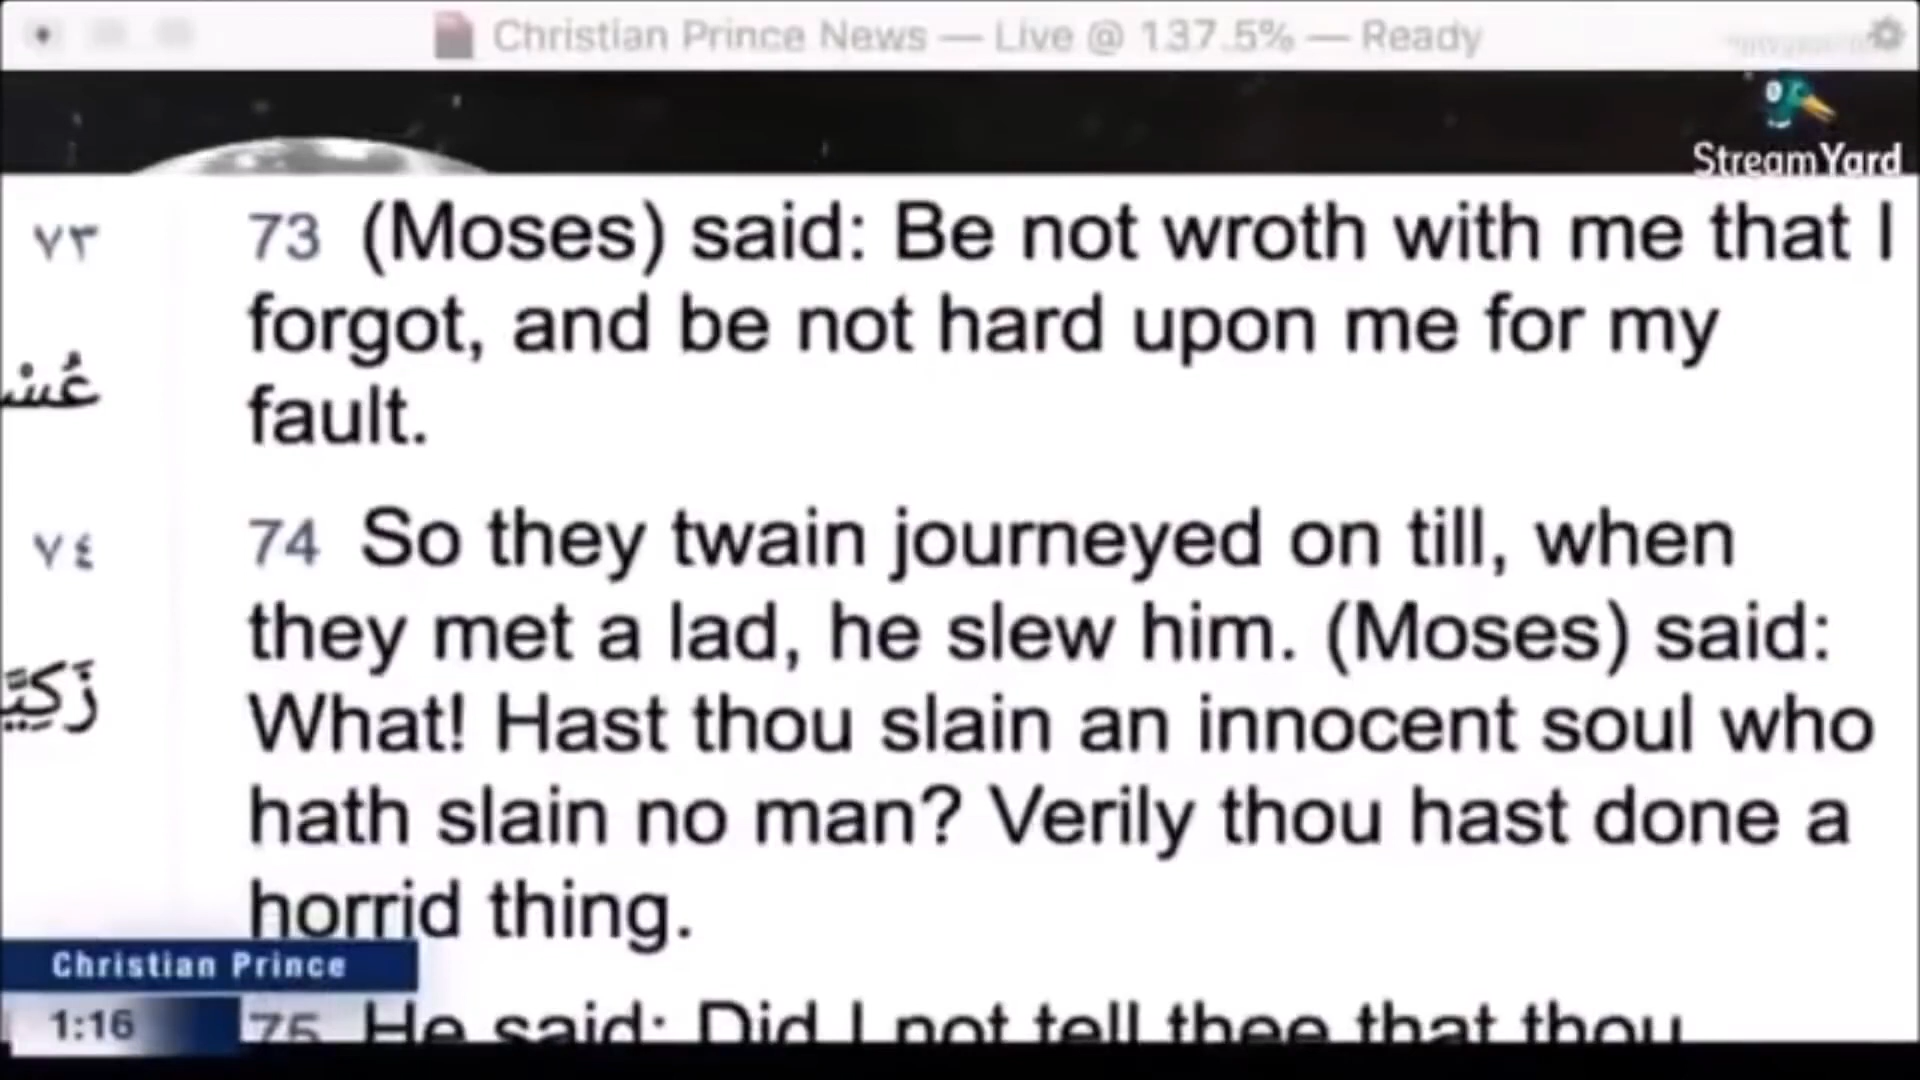 Christian Prince News — Live @ 137.5% — Ready
StreamYard
٧٣
73 (Moses) said: Be not wroth with me that I
forgot, and be not hard upon me for my
fault.
٧٤
74 So they twain journeyed on till, when
they met a lad, he slew him. (Moses) said:
What! Hast thou slain an innocent soul who
hath slain no man? Verily thou hast done a
horrid thing.
Christian Prince
1:16
75 He said: Did I not tell thee that thou